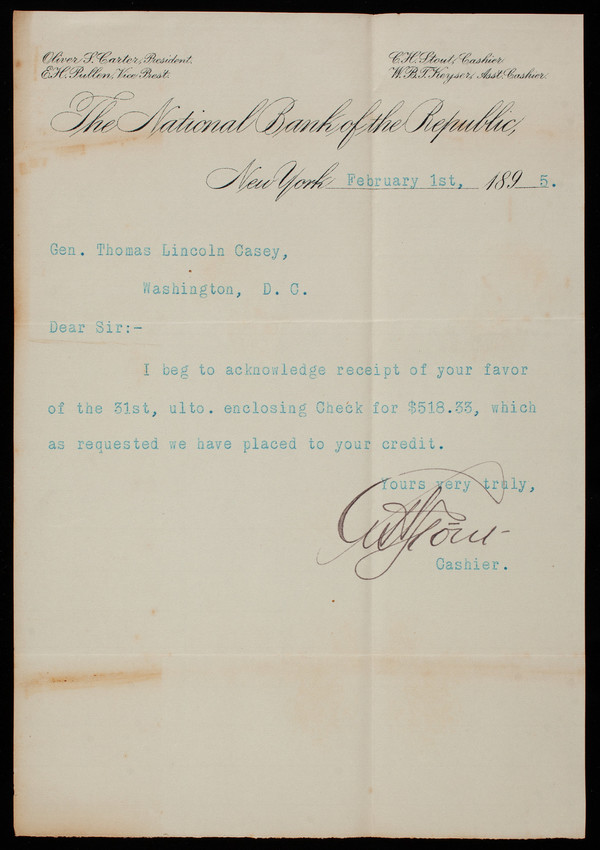 Oliver S. Carter, President.
E.H. Pullen, Vice Prest.
C.H. Stout, Cashier
W.B.T. Keyser, Asst. Cashier.
The National Bank of the Republic,
New York February 1st, 1895.
Gen. Thomas Lincoln Casey,
Washington, D. C.
Dear Sir:-
I beg to acknowledge receipt of your favor
of the 31st, ulto. enclosing Check for $518.33, which
as requested we have placed to your credit.
Yours very truly,
C H Stout
Cashier.